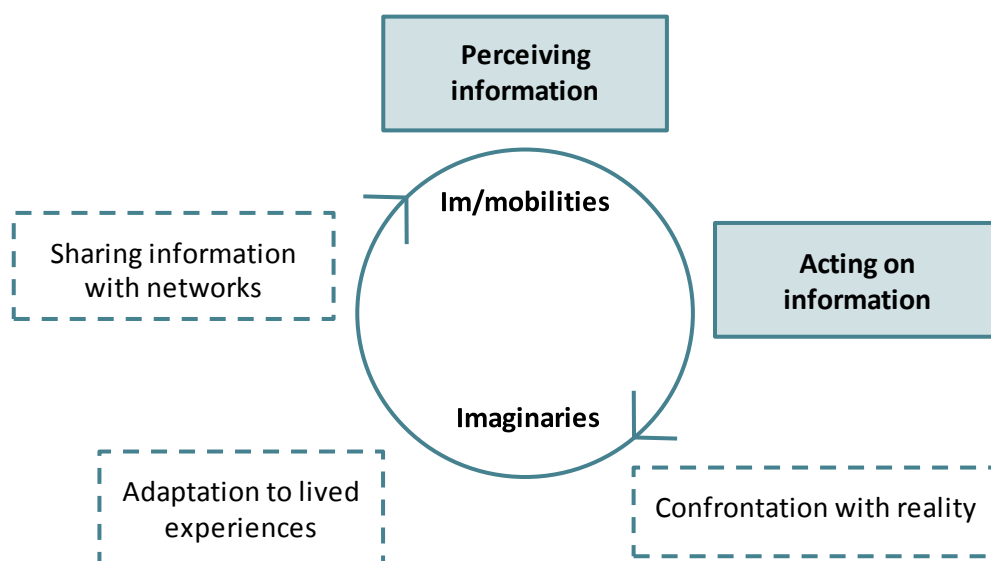 Perceiving
information
Im/mobilities
Sharing information
with networks
Acting on
information
Imaginaries
Adaptation to lived
experiences
Confrontation with reality